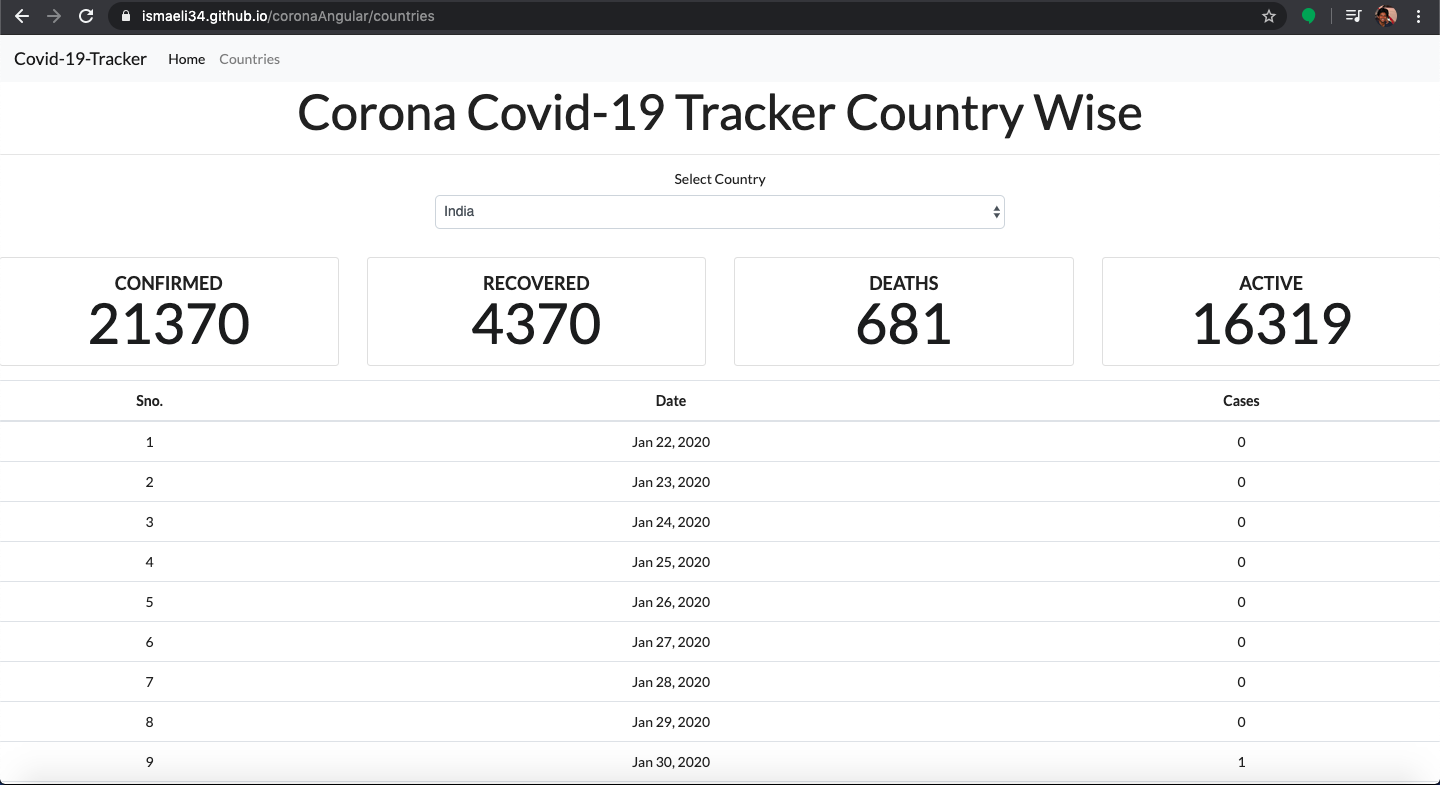 ismaeli34.github.io/coronaAngular/countries
Covid-19-Tracker Home Countries
Corona Covid-19 Tracker Country Wise
Select Country
India
CONFIRMED RECOVERED DEATHS ACTIVE
21370 4370 681 16319
Sno. Date Cases
1 Jan 22, 2020 0
2 Jan 23, 2020 0
3 Jan 24, 2020 0
4 Jan 25, 2020 0
5 Jan 26, 2020 0
6 Jan 27, 2020 0
7 Jan 28, 2020 0
8 Jan 29, 2020 0
9 Jan 30, 2020 1